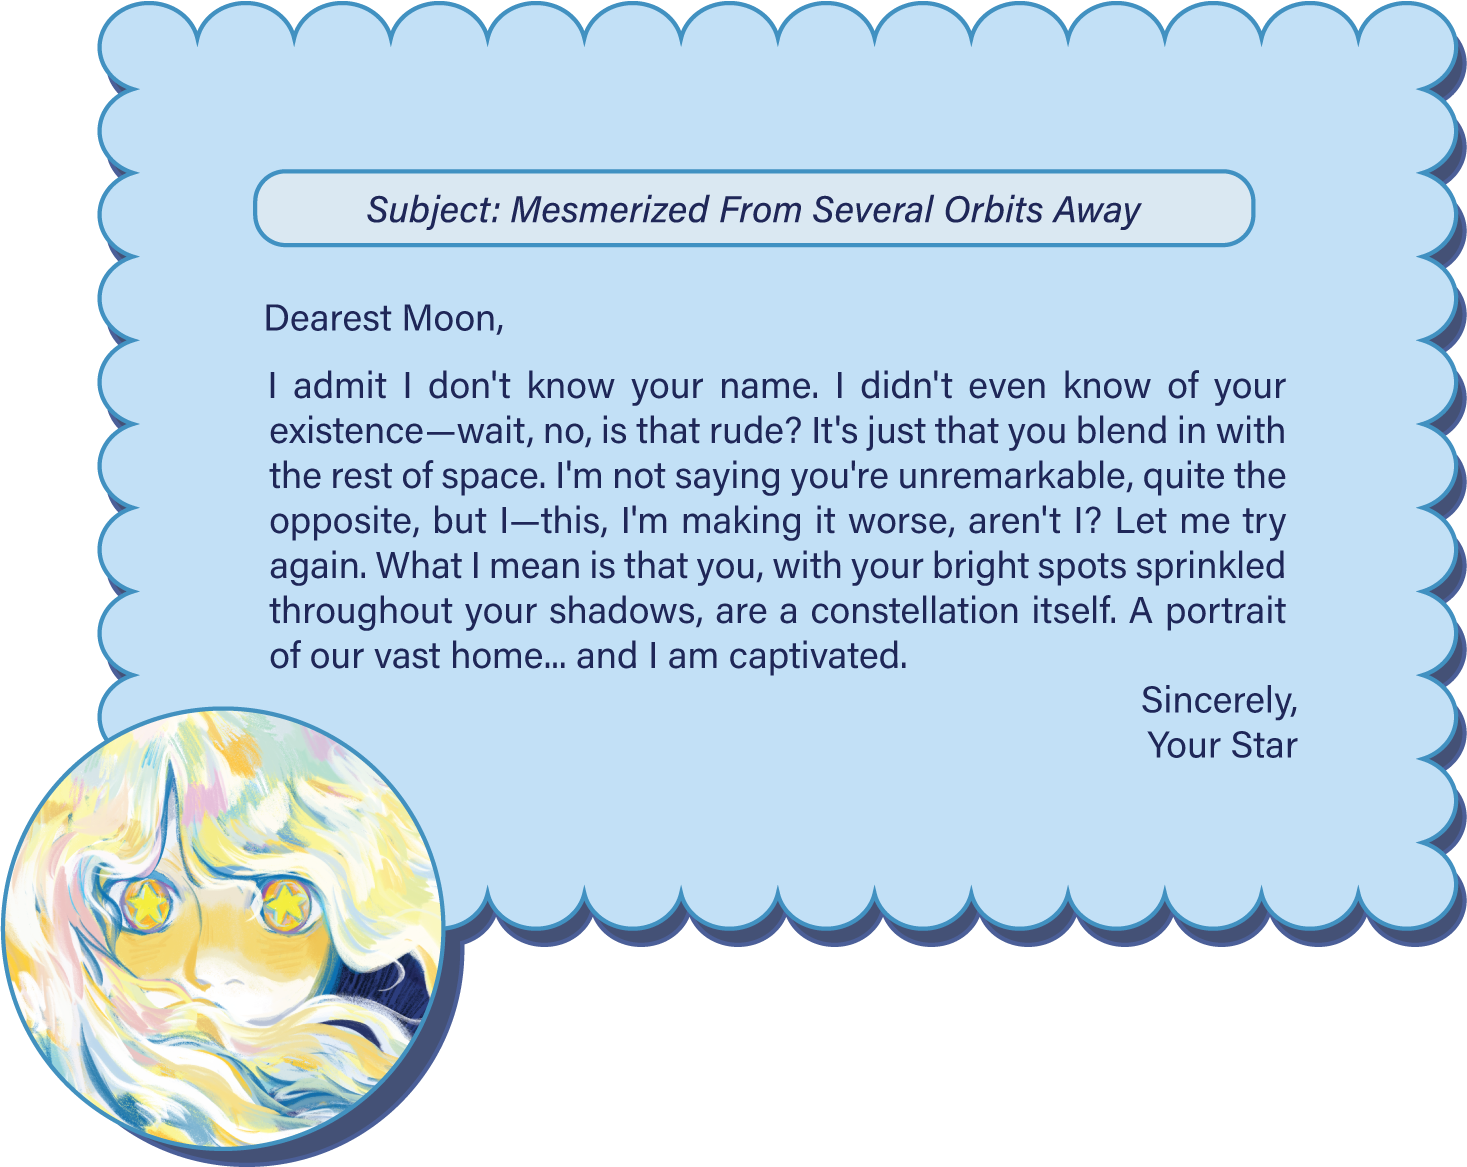 Subject: Mesmerized From Several Orbits Away
Dearest Moon,
I admit I don't know your name. I didn't even know of your
existence—wait, no, is that rude? It's just that you blend in with
the rest of space. I'm not saying you're unremarkable, quite the
opposite, but I—this, I'm making it worse, aren't I? Let me try
again. What I mean is that you, with your bright spots sprinkled
throughout your shadows, are a constellation itself. A portrait
of our vast home... and I am captivated.
Sincerely,
Your Star